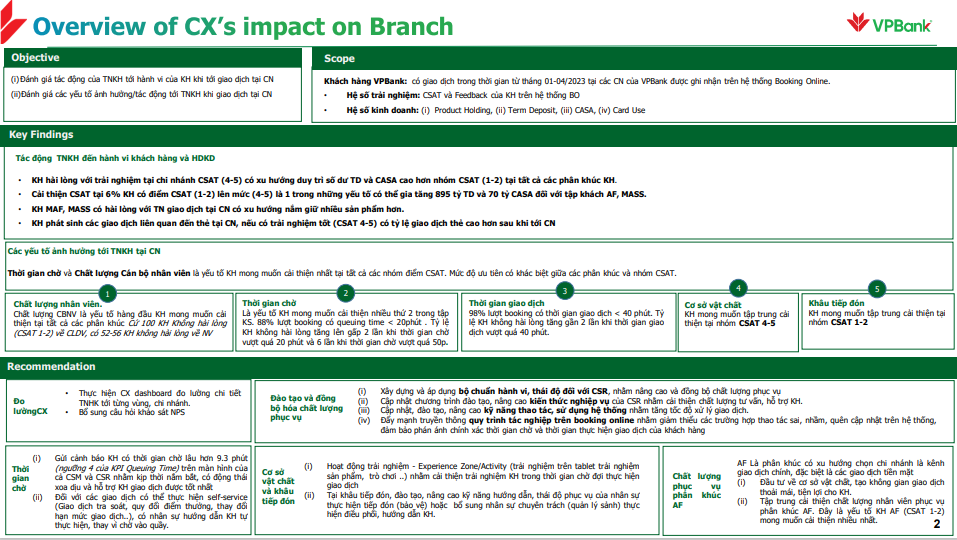 Overview of CX's impact on Branch
VPBank
Objective
(i)Đánh giá tác động của TNKH tới hành vi của KH khi tới giao dịch tại CN
(ii)Đánh giá các yếu tố ảnh hưởng/tác động tới TNKH khi giao dịch tại CN
Scope
Khách hàng VPBank: có giao dịch trong thời gian từ tháng 01-04/2023 tại các CN của VPBank được ghi nhận trên hệ thống Booking Online.
• Hệ số trải nghiệm: CSAT và Feedback của KH trên hệ thống BO
• Hệ số kinh doanh: (i) Product Holding, (ii) Term Deposit, (iii) CASA, (iv) Card Use
Key Findings
Tác động TNKH đến hành vi khách hàng và HDKD
• KH hài lòng với trải nghiệm tại chi nhánh CSAT (4-5) có xu hướng duy trì số dư TD và CASA cao hơn nhóm CSAT (1-2) tại tất cả các phân khúc KH.
• Cải thiện CSAT tại 6% KH có điểm CSAT (1-2) lên mức (4-5) là 1 trong những yếu tố có thể gia tăng 895 tỷ TD và 70 tỷ CASA đối với tập khách AF, MASS.
• KH MAF, MASS có hài lòng với TN giao dịch tại CN có xu hướng nắm giữ nhiều sản phẩm hơn.
• KH phát sinh các giao dịch liên quan đến thẻ tại CN, nếu có trải nghiệm tốt (CSAT 4-5) có tỷ lệ giao dịch thẻ cao hơn sau khi tới CN
Các yếu tố ảnh hưởng tới TNKH tại CN
Thời gian chờ và Chất lượng Cán bộ nhân viên là yếu tố KH mong muốn cải thiện nhất tại tất cả các nhóm điểm CSAT. Mức độ ưu tiên có khác biệt giữa các phân khúc và nhóm CSAT.
1
Chất lượng nhân viên.
Chất lượng CBNV là yếu tố hàng đầu KH mong muốn cải
thiện tại tất cả các phân khúc Cứ 100 KH Không hài lòng
(CSAT 1-2) về CLDV, có 52-56 KH không hài lòng về NV
2
Thời gian chờ
Là yếu tố KH mong muốn cải thiện nhiều thứ 2 trong tập
KS. 88% lượt booking có queuing time < 20phút . Tỷ lệ
KH không hài lòng tăng lên gấp 2 lần khi thời gian chờ
vượt quá 20 phút và 6 lần khi thời gian chờ vượt quá 50p.
3
Thời gian giao dịch
98% lượt booking có thời gian giao dịch < 40 phút. Tỷ
lệ KH không hài lòng tăng gần 2 lần khi thời gian giao
dịch vượt quá 40 phút.
4
Cơ sở vật chất
KH mong muốn tập trung cải thiện
tại nhóm CSAT 4-5
5
Khâu tiếp đón
KH mong muốn tập trung cải thiện tại
nhóm CSAT 1-2
Recommendation
Đo
lườngCX
• Thực hiện CX dashboard đo lường chi tiết
TNHK tới từng vùng, chi nhánh.
• Bổ sung câu hỏi khảo sát NPS
Đào tạo và đồng
bộ hóa chất lượng
phục vụ
(i) Xây dựng và áp dụng bộ chuẩn hành vi, thái độ đối với CSR, nhằm nâng cao và đồng bộ chất lượng phục vụ
(ii) Cập nhật chương trình đào tạo, nâng cao kiến thức nghiệp vụ của CSR nhằm cải thiện chất lượng tư vấn, hỗ trợ KH.
(iii) Cập nhật, đào tạo, nâng cao kỹ năng thao tác, sử dụng hệ thống nhằm tăng tốc độ xử lý giao dịch.
(iv) Đẩy mạnh truyền thông quy trình tác nghiệp trên booking online nhằm giảm thiểu các trường hợp thao tác sai, nhầm, quên cập nhật trên hệ thống,
đảm bảo phán ánh chính xác thời gian chờ và thời gian thực hiện giao dịch của khách hàng
Thời
gian
chờ
(i) Gửi cảnh báo KH có thời gian chờ lâu hơn 9.3 phút
(ngưỡng 4 của KPI Queuing Time) trên màn hình của
cả CSM và CSR nhằm kịp thời nắm bắt, có động thái
xoa dịu và hỗ trợ KH giao dịch được tốt nhất
(ii) Đối với các giao dịch có thể thực hiện self-service
(Giao dịch tra soát, quy đổi điểm thưởng, thay đổi
hạn mức giao dịch..), có nhân sự hướng dẫn KH tự
thực hiện, thay vì chờ vào quầy.
Cơ sở
vật chất
và khâu
tiếp đón
(i) Hoạt động trải nghiệm - Experience Zone/Activity (trải nghiệm trên tablet trải nghiệm
sản phẩm, trò chơi ..) nhằm cải thiện trải nghiệm KH trong thời gian chờ thực hiện giao
dịch
(ii) Tại khâu tiếp đón, đào tạo, nâng cao kỹ năng hướng dẫn, thái độ phục vụ của nhân sự
thực hiện tiếp đón (bảo vệ) hoặc bổ sung nhân sự chuyên trách (quản lý sảnh) thực
hiện điều phối, hướng dẫn KH.
Chất lượng
phục vụ
phân khúc
AF
AF Là phân khúc có xu hướng chọn chi nhánh là kênh
giao dịch chính, đặc biệt là các giao dịch tiền mặt
(i) Đầu tư về cơ sở vật chất, tạo không gian giao dịch
thoải mái, tiện lợi cho KH.
(ii) Tập trung cải thiện chất lượng nhân viên phục vụ
phân khúc AF. Đây là yếu tố KH AF (CSAT 1-2)
mong muốn cải thiện nhiều nhất.
2